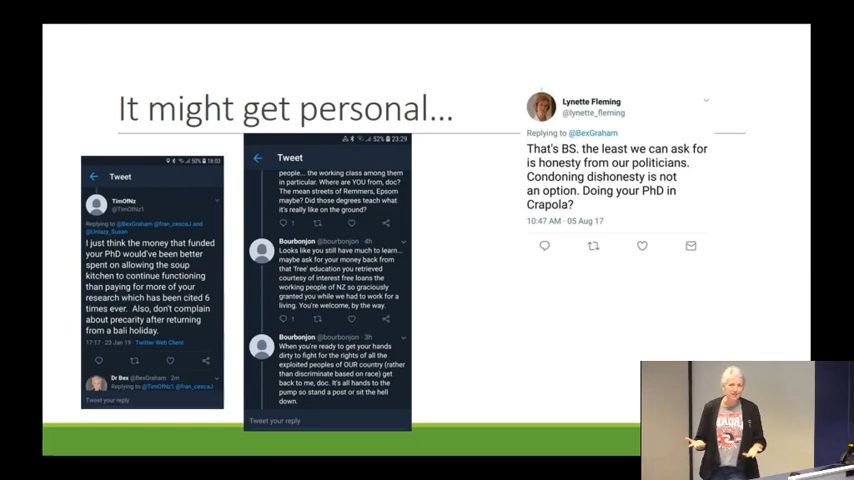 It might get personal...
18:03
Tweet
TimOfNz
@TimOfNz1
Replying to @BexGraham @fran_cescaJ and
@Untazy_Susan
I just think the money that funded
your PhD would've been better
spent on allowing the soup
kitchen to continue functioning
than paying for more of your
research which has been cited 6
times ever. Also, don't complain
about precarity after returning
from a bali holiday.
17:17 · 23 Jan 19 · Twitter Web Client
Dr Bex @BexGraham · 2m
Replying to @TimOfNz1 @fran_cescaJ
Tweet your reply
52% 23:29
Tweet
people... the working class among them
in particular. Where are YOU from, doc?
The mean streets of Remmers, Epsom
maybe? Did those degrees teach what
it's really like on the ground?
1
Bourbonjon @bourbonjon · 4h
Looks like you still have much to learn...
maybe ask for your money back from
that 'free' education you retrieved
courtesy of interest free loans the
working people of NZ so graciously
granted you while we had to work for a
living. You're welcome, by the way.
1
Bourbonjon @bourbonjon · 3h
When you're ready to get your hands
dirty to fight for the rights of all the
exploited peoples of OUR country (rather
than discriminate based on race) get
back to me, doc. It's all hands to the
pump so stand a post or sit the hell
down.
Tweet your reply
Lynette Fleming
@lynette_fleming
Replying to @BexGraham
That's BS. the least we can ask for
is honesty from our politicians.
Condoning dishonesty is not
an option. Doing your PhD in
Crapola?
10:47 AM · 05 Aug 17